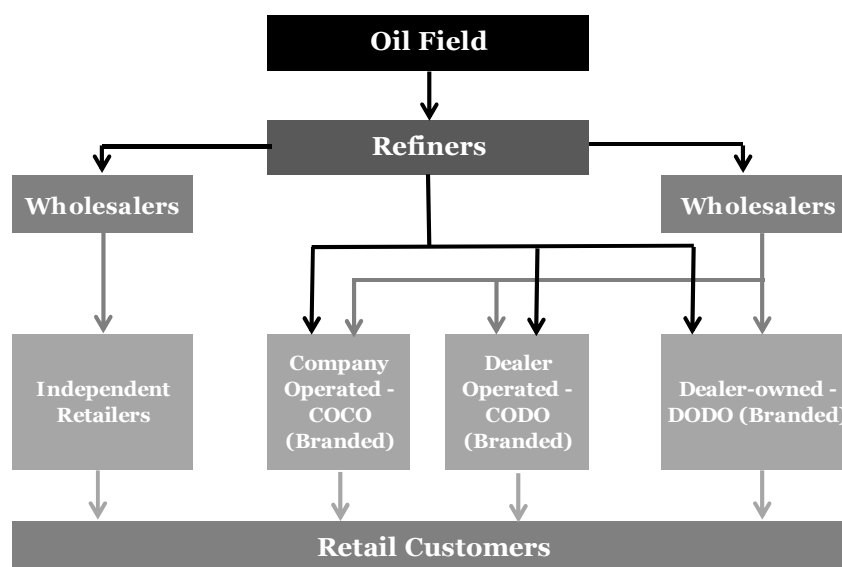 Oil Field
Refiners
Wholesalers
Wholesalers
Independent
Retailers
Company
Operated -
COCO
(Branded)
Dealer
Operated -
CODO
(Branded)
Dealer-owned -
DODO (Branded)
Retail Customers